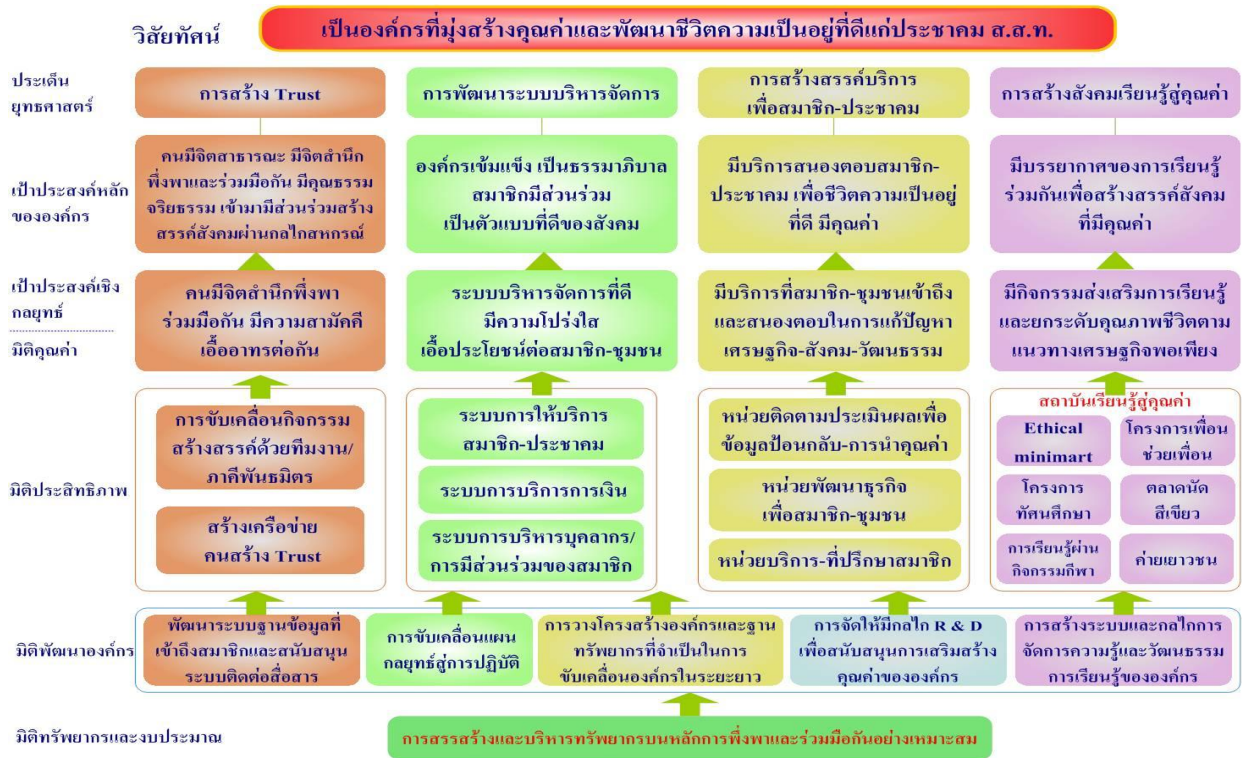 วิสัยทัศน์
เป็นองค์กรที่มุ่งสร้างคุณค่าและพัฒนาชีวิตความเป็นอยู่ที่ดีแก่ประชาคม ส.ส.ท.
ประเด็น
ยุทธศาสตร์
การสร้าง Trust
การพัฒนาระบบบริหารจัดการ
การสร้างสรรค์บริการ
เพื่อสมาชิก-ประชาคม
การสร้างสังคมเรียนรู้สู่คุณค่า
เป้าประสงค์หลัก
ขององค์กร
คนมีจิตสาธารณะ มีจิตสำนึก
พึ่งพาและร่วมมือกัน มีคุณธรรม
จริยธรรม เข้ามามีส่วนร่วมสร้าง
สรรค์สังคมผ่านกลไกสหกรณ์
องค์กรเข้มแข็ง เป็นธรรมาภิบาล
สมาชิกมีส่วนร่วม
เป็นตัวแบบที่ดีของสังคม
มีบริการสนองตอบสมาชิก-
ประชาคม เพื่อชีวิตความเป็นอยู่
ที่ดี มีคุณค่า
มีบรรยากาศของการเรียนรู้
ร่วมกันเพื่อสร้างสรรค์สังคม
ที่มีคุณค่า
เป้าประสงค์เชิง
กลยุทธ์
มิติคุณค่า
คนมีจิตสำนึกพึ่งพา
ร่วมมือกัน มีความสามัคคี
เอื้ออาทรต่อกัน
ระบบบริหารจัดการที่ดี
มีความโปร่งใส
เอื้อประโยชน์ต่อสมาชิก-ชุมชน
มีบริการที่สมาชิก-ชุมชนเข้าถึง
และสนองตอบในการแก้ปัญหา
เศรษฐกิจ-สังคม-วัฒนธรรม
มีกิจกรรมส่งเสริมการเรียนรู้
และยกระดับคุณภาพชีวิตตาม
แนวทางเศรษฐกิจพอเพียง
มิติประสิทธิภาพ
การขับเคลื่อนกิจกรรม
สร้างสรรค์ด้วยทีมงาน/
ภาคีพันธมิตร
สร้างเครือข่าย
คนสร้าง Trust
ระบบการให้บริการ
สมาชิก-ประชาคม
ระบบการบริการการเงิน
ระบบการบริหารบุคลากร/
การมีส่วนร่วมของสมาชิก
หน่วยติดตามประเมินผลเพื่อ
ข้อมูลป้อนกลับ-การนำคุณค่า
หน่วยพัฒนาธุรกิจ
เพื่อสมาชิก-ชุมชน
หน่วยบริการ-ที่ปรึกษาสมาชิก
สถาบันเรียนรู้สู่คุณค่า
Ethical
minimart
โครงการเพื่อน
ช่วยเพื่อน
โครงการ
ทัศนศึกษา
ตลาดนัด
สีเขียว
การเรียนรู้ผ่าน
กิจกรรมกีฬา
ค่ายเยาวชน
มิติพัฒนาองค์กร
พัฒนาระบบฐานข้อมูลที่
เข้าถึงสมาชิกและสนับสนุน
ระบบติดต่อสื่อสาร
การขับเคลื่อนแผน
กลยุทธ์สู่การปฏิบัติ
การวางโครงสร้างองค์กรและฐาน
ทรัพยากรที่จำเป็นในการ
ขับเคลื่อนองค์กรในระยะยาว
การจัดให้มีกลไก R & D
เพื่อสนับสนุนการเสริมสร้าง
คุณค่าขององค์กร
การสร้างระบบและกลไกการ
จัดการความรู้และวัฒนธรรม
การเรียนรู้ขององค์กร
มิติทรัพยากรและงบประมาณ
การสรรสร้างและบริหารทรัพยากรบนหลักการพึ่งพาและร่วมมือกันอย่างเหมาะสม